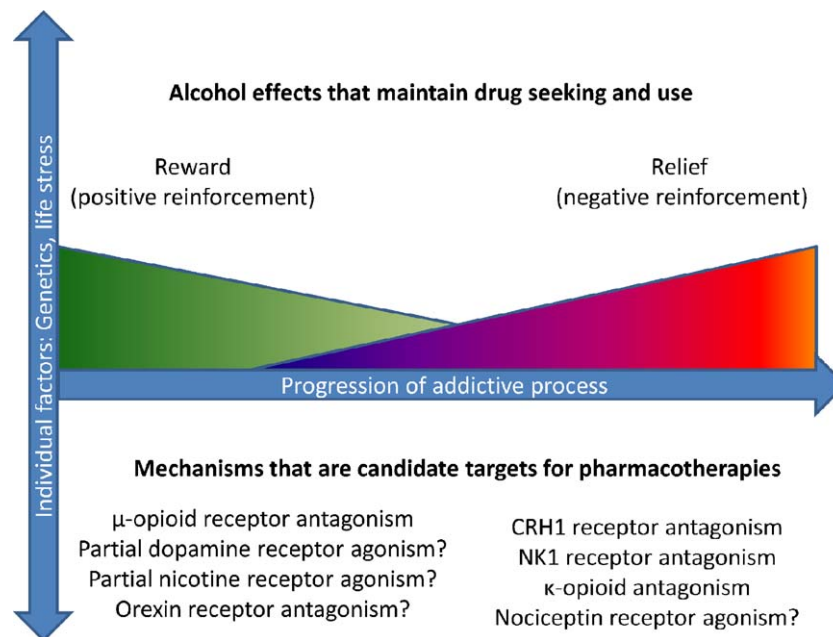 Alcohol effects that maintain drug seeking and use
Reward
(positive reinforcement)
Relief
(negative reinforcement)
Individual factors: Genetics, life stress
Progression of addictive process
Mechanisms that are candidate targets for pharmacotherapies
μ-opioid receptor antagonism
Partial dopamine receptor agonism?
Partial nicotine receptor agonism?
Orexin receptor antagonism?
CRH1 receptor antagonism
NK1 receptor antagonism
κ-opioid antagonism
Nociceptin receptor agonism?